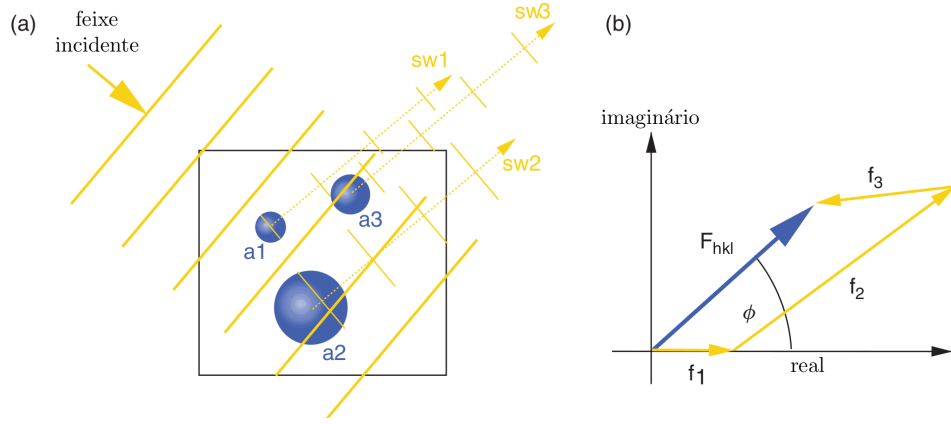 (a)
feixe
incidente
sw1
sw3
sw2
a1
a3
a2
(b)
imaginário
f3
Fhkl
f2
ϕ
f1
real